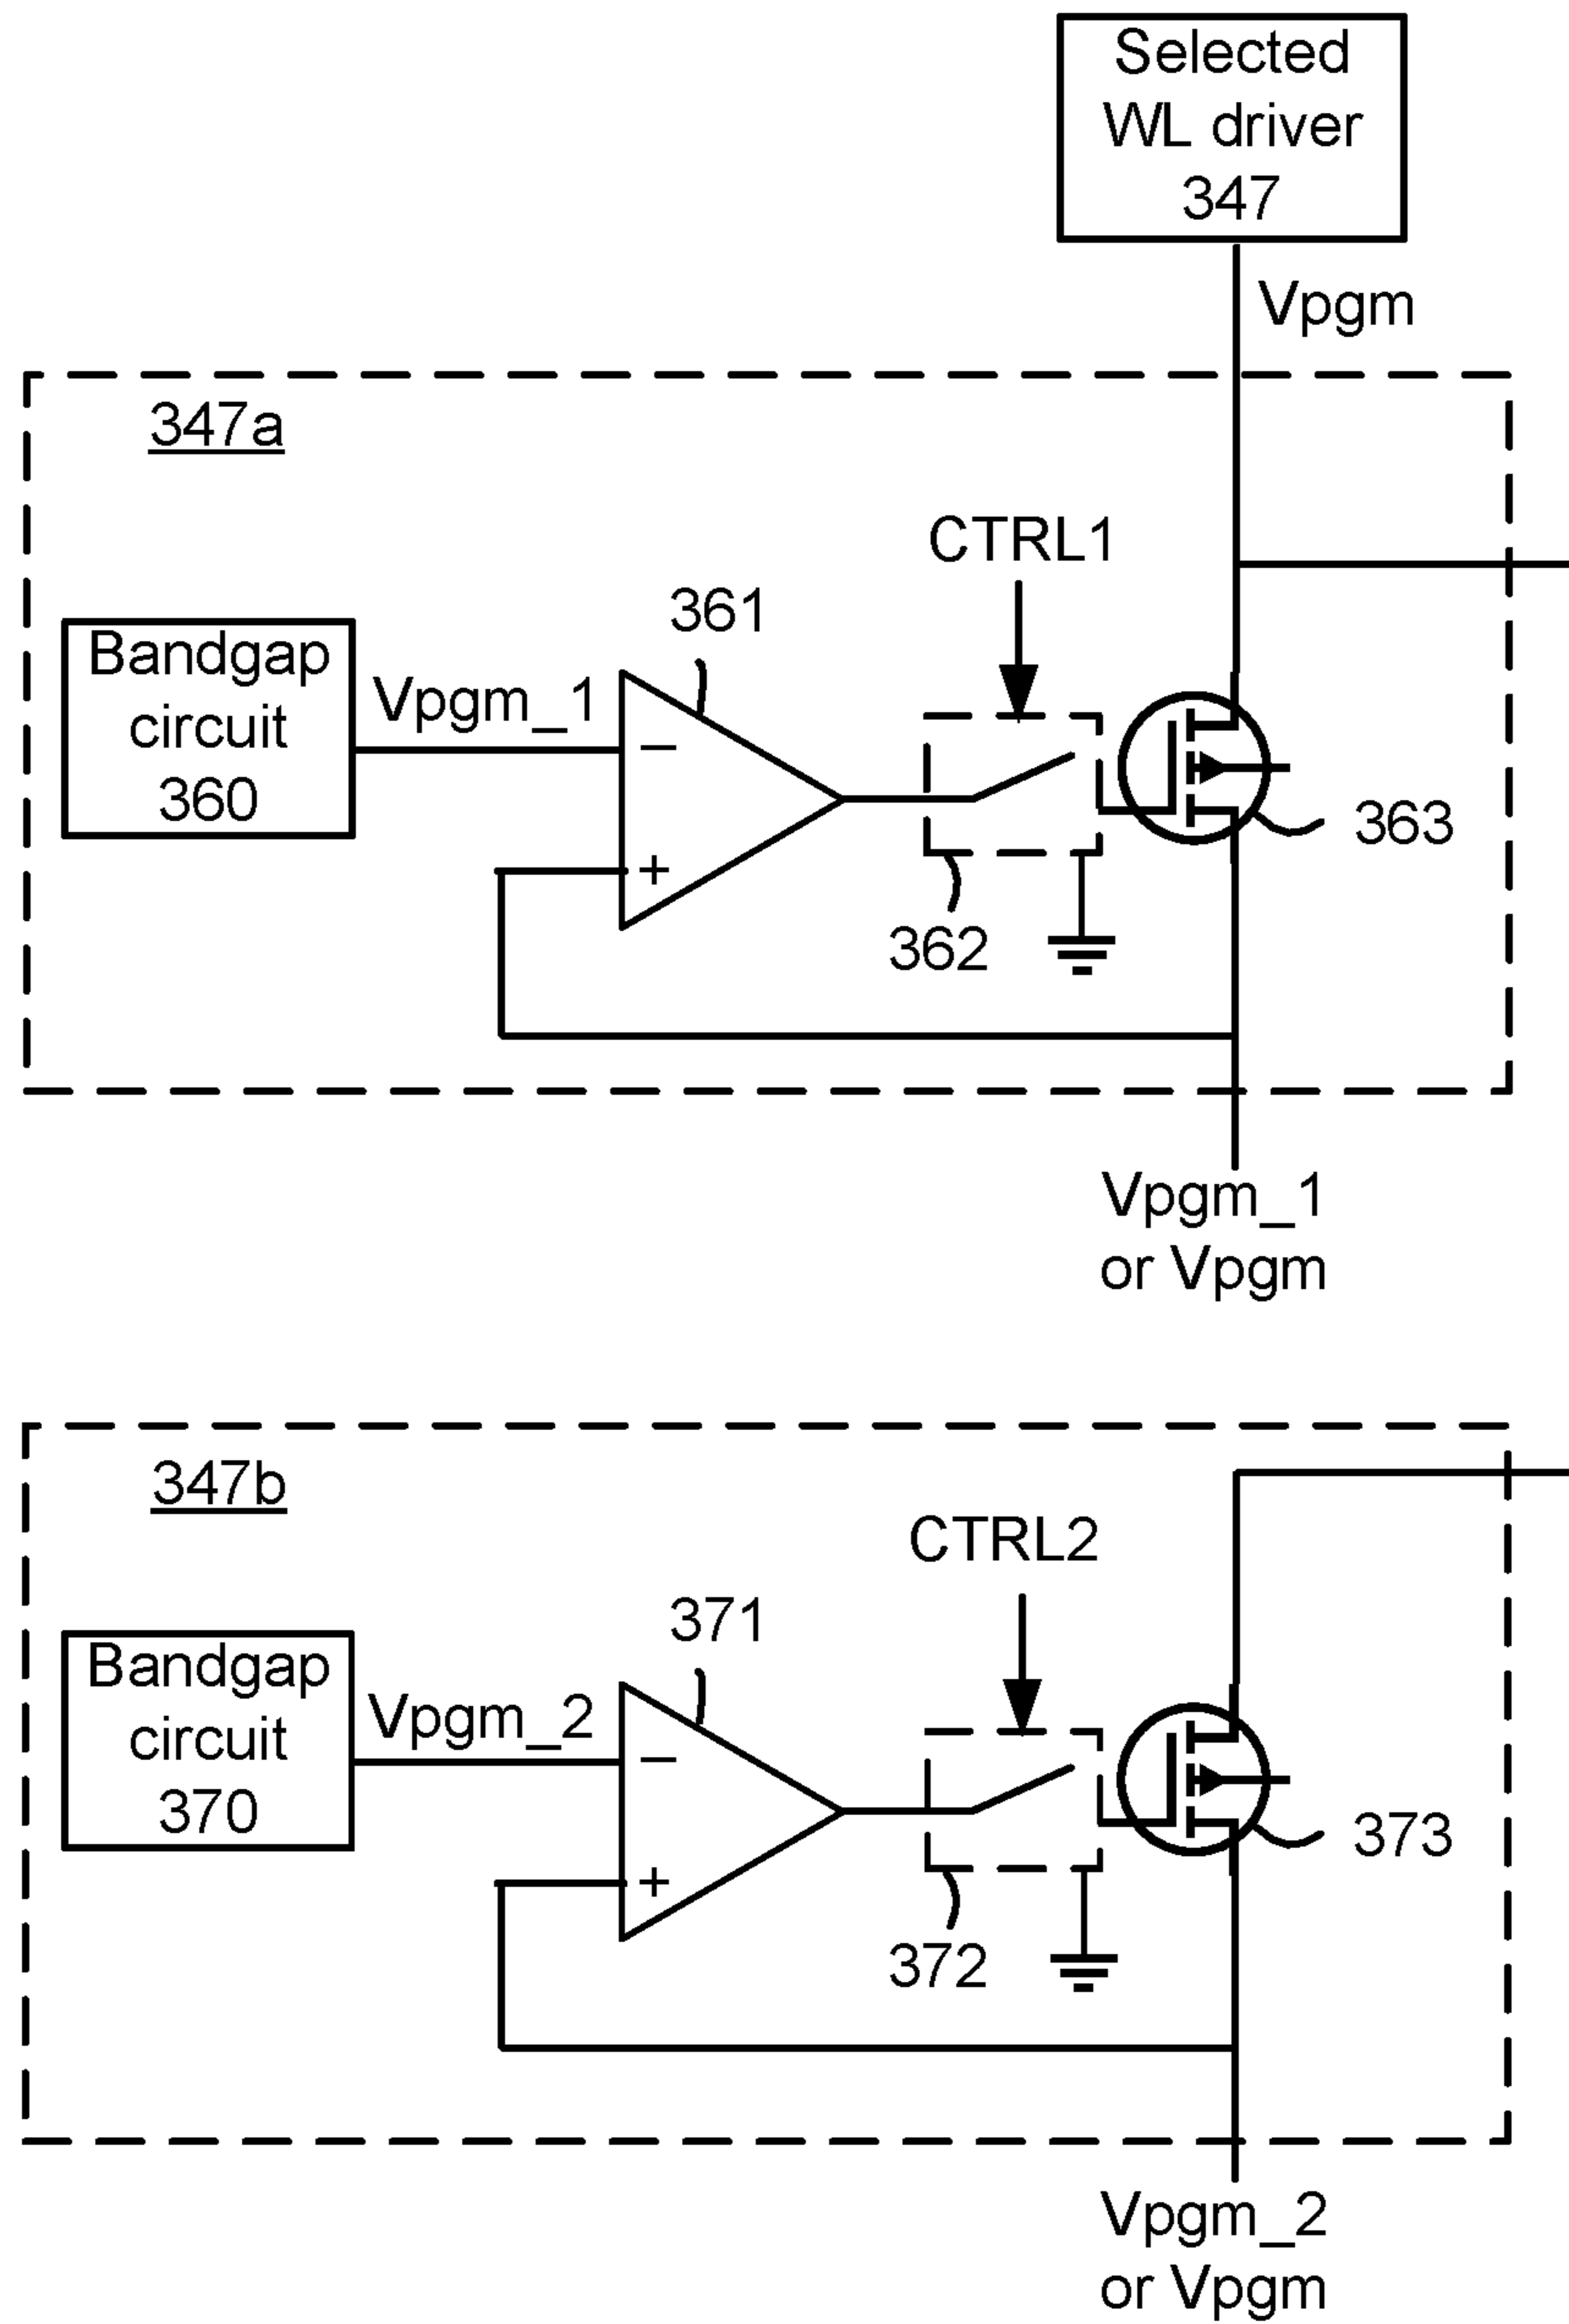 Selected
WL driver
347
Vpgm
347a
CTRL1
361
Bandgap
circuit
360
Vpgm_1
−
+
363
362
Vpgm_1
or Vpgm
347b
CTRL2
371
Bandgap
circuit
370
Vpgm_2
−
+
373
372
Vpgm_2
or Vpgm